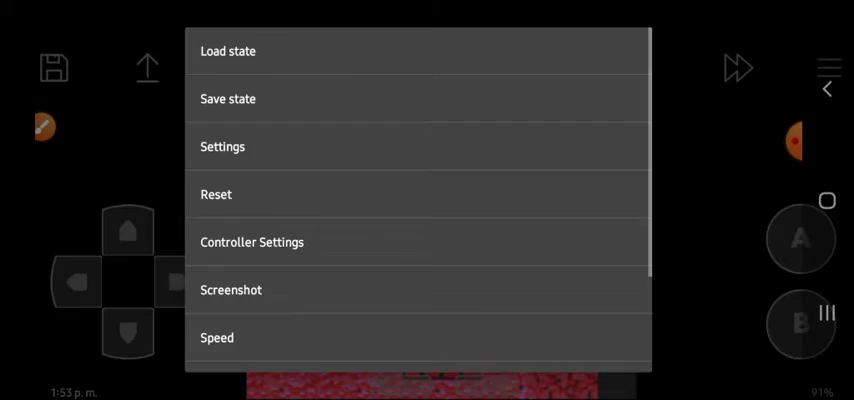 Load state
Save state
Settings
Reset
Controller Settings
A
Screenshot
B
Speed
1:53 p. m.
91%